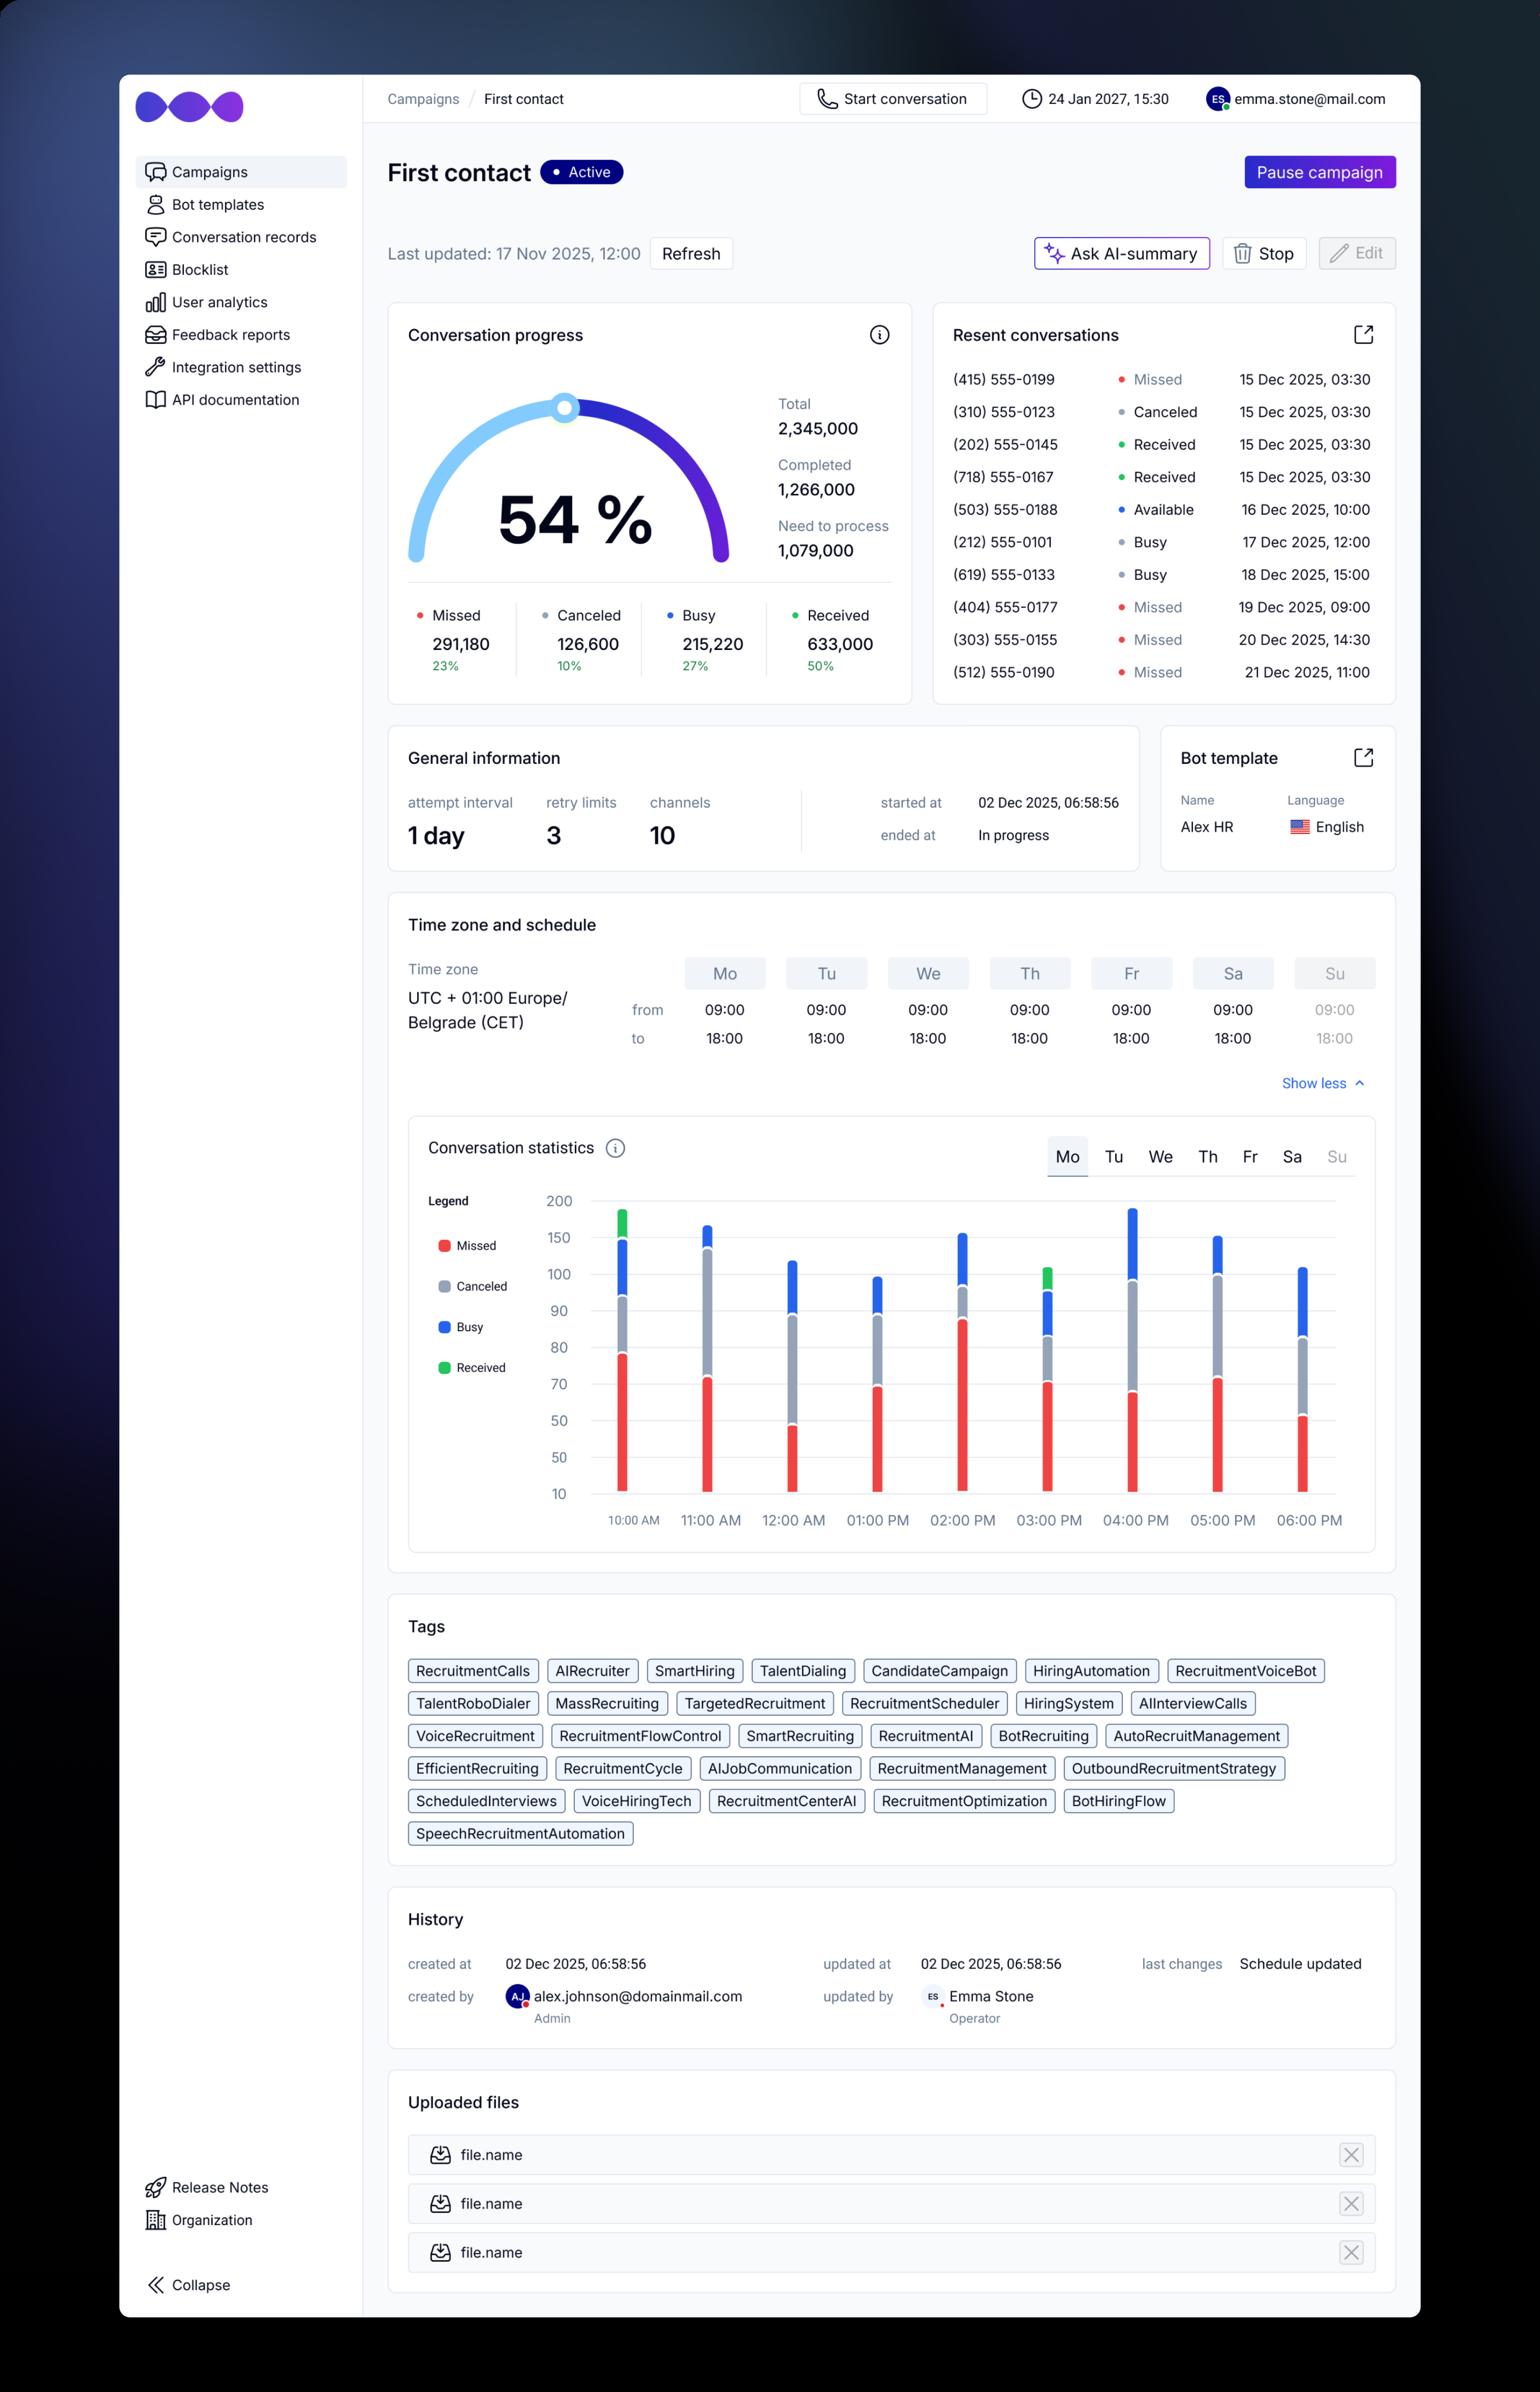 Campaigns / First contact
Start conversation
24 Jan 2027, 15:30
ES emma.stone@mail.com
Campaigns
Bot templates
Conversation records
Blocklist
User analytics
Feedback reports
Integration settings
API documentation
First contact
Active
Pause campaign
Last updated: 17 Nov 2025, 12:00
Refresh
Ask AI-summary
Stop
Edit
Conversation progress
54 %
Total
2,345,000
Completed
1,266,000
Need to process
1,079,000
Missed
291,180
23%
Canceled
126,600
10%
Busy
215,220
27%
Received
633,000
50%
Resent conversations
(415) 555-0199 Missed 15 Dec 2025, 03:30
(310) 555-0123 Canceled 15 Dec 2025, 03:30
(202) 555-0145 Received 15 Dec 2025, 03:30
(718) 555-0167 Received 15 Dec 2025, 03:30
(503) 555-0188 Available 16 Dec 2025, 10:00
(212) 555-0101 Busy 17 Dec 2025, 12:00
(619) 555-0133 Busy 18 Dec 2025, 15:00
(404) 555-0177 Missed 19 Dec 2025, 09:00
(303) 555-0155 Missed 20 Dec 2025, 14:30
(512) 555-0190 Missed 21 Dec 2025, 11:00
General information
attempt interval retry limits channels
1 day 3 10
started at 02 Dec 2025, 06:58:56
ended at In progress
Bot template
Name Language
Alex HR English
Time zone and schedule
Time zone
UTC + 01:00 Europe/
Belgrade (CET)
Mo Tu We Th Fr Sa Su
from 09:00 09:00 09:00 09:00 09:00 09:00 09:00
to 18:00 18:00 18:00 18:00 18:00 18:00 18:00
Show less
Conversation statistics
Mo Tu We Th Fr Sa Su
Legend
Missed
Canceled
Busy
Received
200
150
100
90
80
70
50
50
10
10:00 AM 11:00 AM 12:00 AM 01:00 PM 02:00 PM 03:00 PM 04:00 PM 05:00 PM 06:00 PM
Tags
RecruitmentCalls AIRecruiter SmartHiring TalentDialing CandidateCampaign HiringAutomation RecruitmentVoiceBot
TalentRoboDialer MassRecruiting TargetedRecruitment RecruitmentScheduler HiringSystem AIInterviewCalls
VoiceRecruitment RecruitmentFlowControl SmartRecruiting RecruitmentAI BotRecruiting AutoRecruitManagement
EfficientRecruiting RecruitmentCycle AIJobCommunication RecruitmentManagement OutboundRecruitmentStrategy
ScheduledInterviews VoiceHiringTech RecruitmentCenterAI RecruitmentOptimization BotHiringFlow
SpeechRecruitmentAutomation
History
created at 02 Dec 2025, 06:58:56
created by AJ alex.johnson@domainmail.com
Admin
updated at 02 Dec 2025, 06:58:56
updated by ES Emma Stone
Operator
last changes Schedule updated
Uploaded files
file.name
file.name
file.name
Release Notes
Organization
Collapse